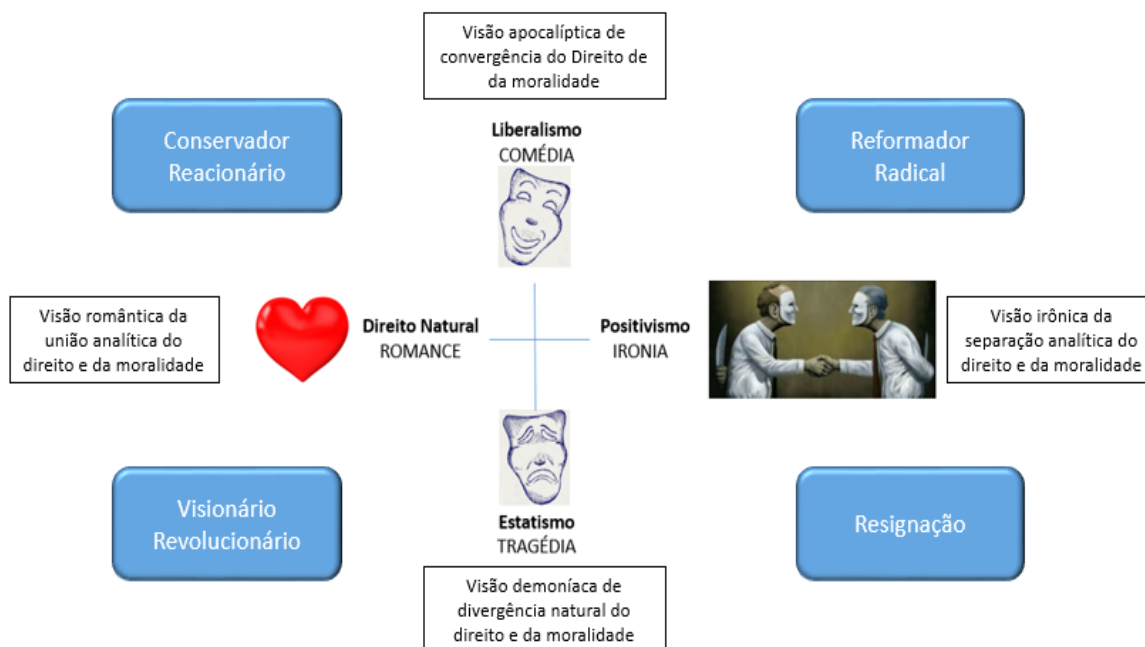 Visão apocalíptica de
convergência do Direito de
da moralidade
Conservador
Reacionário
Liberalismo
COMÉDIA
Reformador
Radical
Visão romântica da
união analítica do
direito e da moralidade
Direito Natural
ROMANCE
Positivismo
IRONIA
Visão irônica da
separação analítica do
direito e da moralidade
Visionário
Revolucionário
Estatismo
TRAGÉDIA
Resignação
Visão demoníaca de
divergência natural do
direito e da moralidade